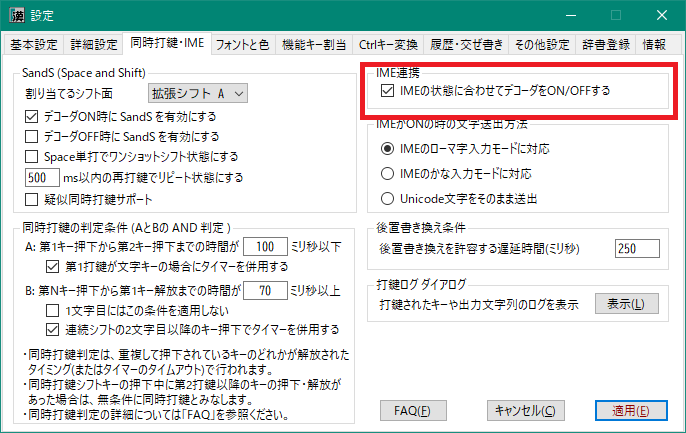 漢 設定
基本設定 詳細設定 同時打鍵・IME フォントと色 機能キー割当 Ctrlキー変換 履歴・交ぜ書き その他設定 辞書登録 情報
SandS (Space and Shift)
割り当てるシフト面 拡張シフト A
デコーダON時に SandS を有効にする
デコーダOFF時に SandS を有効にする
Space単打でワンショットシフト状態にする
500 ms以内の再打鍵でリピート状態にする
疑似同時打鍵サポート
同時打鍵の判定条件 (AとBの AND 判定 )
A: 第1キー押下から第2キー押下までの時間が 100 ミリ秒以下
第1打鍵が文字キーの場合にタイマーを併用する
B: 第Nキー押下から第1キー解放までの時間が 70 ミリ秒以上
1文字目にはこの条件を適用しない
連続シフトの2文字目以降のキー押下でタイマーを併用する
・同時打鍵判定は、重複して押下されているキーのどれかが解放された
タイミング(またはタイマーのタイムアウト)で行われます。
・同時打鍵シフトキーの押下中に第2打鍵以降のキーの押下・解放が
あった場合は、無条件に同時打鍵とみなします。
・同時打鍵判定の詳細については「FAQ」を参照ください。
IME連携
IMEの状態に合わせてデコーダをON/OFFする
IMEがONの時の文字送出方法
IMEのローマ字入力モードに対応
IMEのかな入力モードに対応
Unicode文字をそのまま送出
後置書き換え条件
後置書き換えを許容する遅延時間(ミリ秒) 250
打鍵ログ ダイアログ
打鍵されたキーや出力文字列のログを表示 表示(L)
FAQ(F) キャンセル(C) 適用(E)